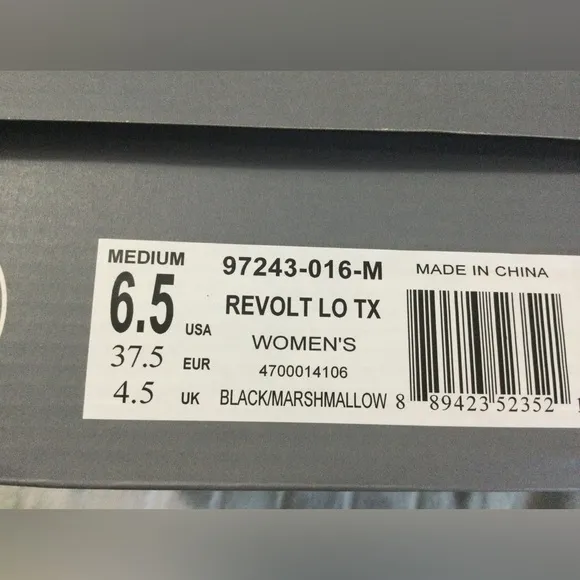 MEDIUM
6.5 USA
37.5 EUR
4.5 UK
97243-016-M
REVOLT LO TX
WOMEN'S
4700014106
BLACK/MARSHMALLOW
MADE IN CHINA
8 89423 52352